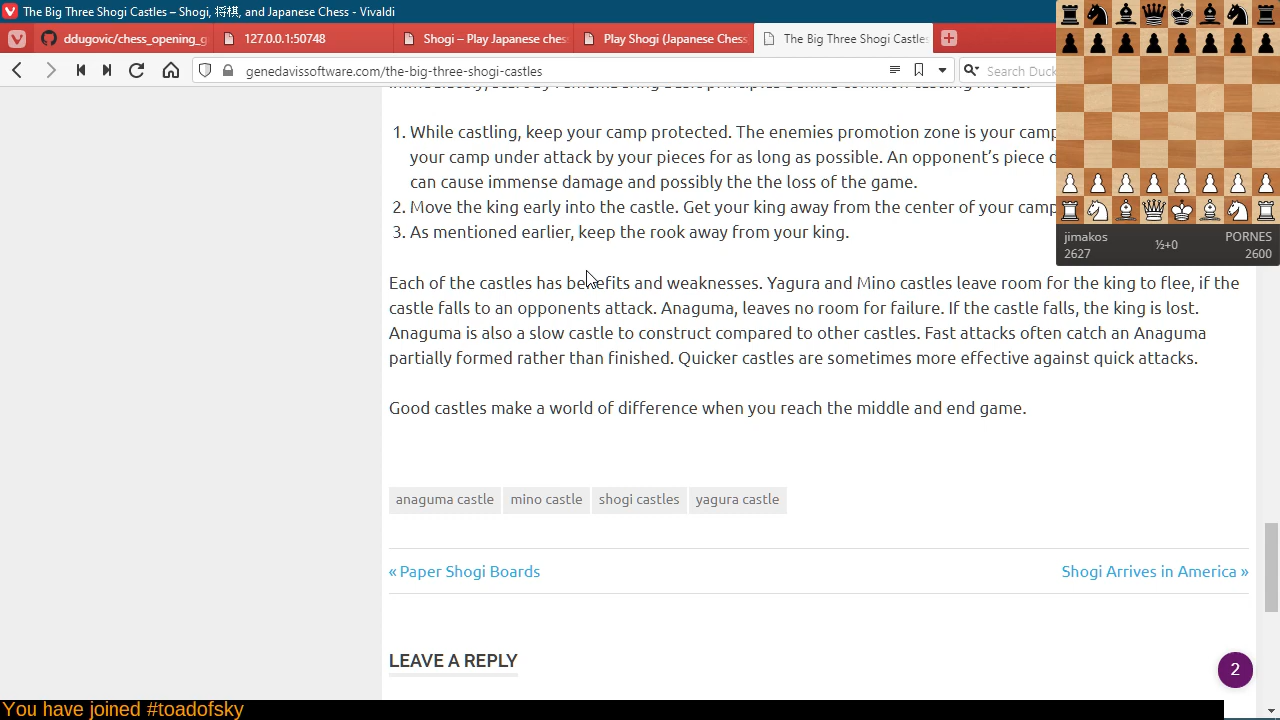 The Big Three Shogi Castles – Shogi, 将棋, and Japanese Chess - Vivaldi
ddugovic/chess_opening_g
127.0.0.1:50748
Shogi – Play Japanese ches
Play Shogi (Japanese Chess
The Big Three Shogi Castles
genedavissoftware.com/the-big-three-shogi-castles
Search Duck
1. While castling, keep your camp protected. The enemies promotion zone is your camp
your camp under attack by your pieces for as long as possible. An opponent's piece
can cause immense damage and possibly the the loss of the game.
2. Move the king early into the castle. Get your king away from the center of your camp
3. As mentioned earlier, keep the rook away from your king.
jimakos
½+0
PORNES
2627
2600
Each of the castles has benefits and weaknesses. Yagura and Mino castles leave room for the king to flee, if the
castle falls to an opponents attack. Anaguma, leaves no room for failure. If the castle falls, the king is lost.
Anaguma is also a slow castle to construct compared to other castles. Fast attacks often catch an Anaguma
partially formed rather than finished. Quicker castles are sometimes more effective against quick attacks.
Good castles make a world of difference when you reach the middle and end game.
anaguma castle mino castle shogi castles yagura castle
« Paper Shogi Boards
Shogi Arrives in America »
LEAVE A REPLY
2
You have joined #toadofsky